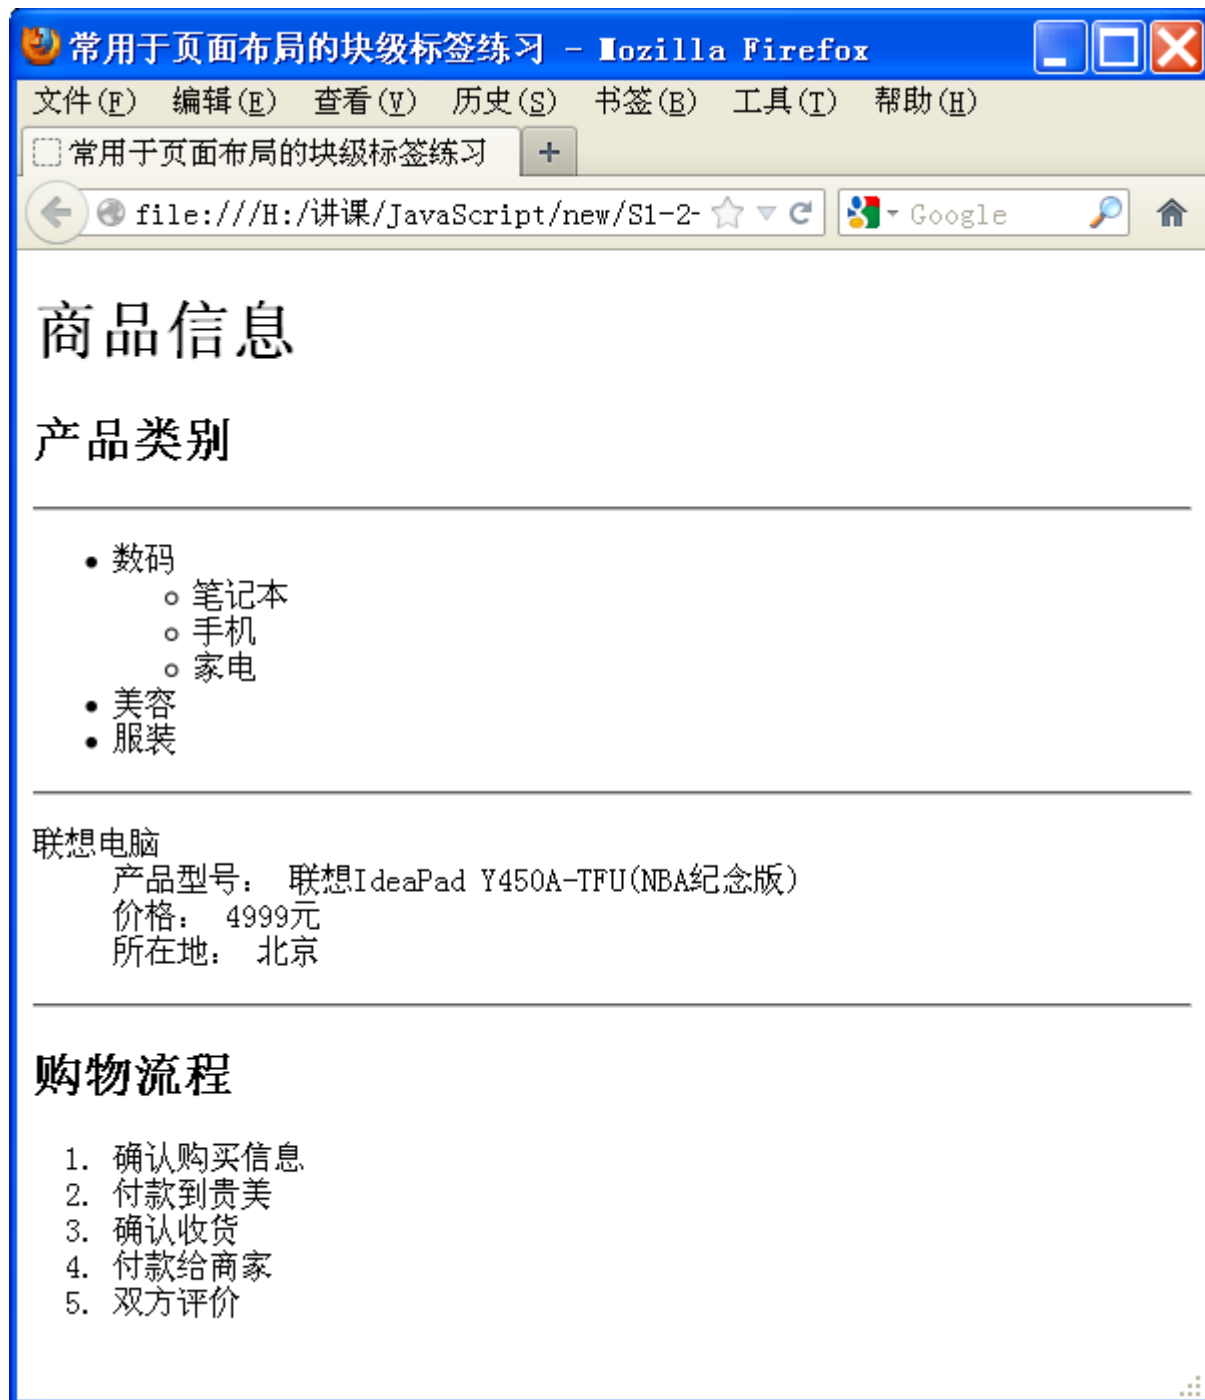 常用于页面布局的块级标签练习 - Mozilla Firefox
文件(F) 编辑(E) 查看(V) 历史(S) 书签(B) 工具(T) 帮助(H)
常用于页面布局的块级标签练习
file:///H:/讲课/JavaScript/new/S1-2- Google
商品信息
产品类别
数码
笔记本
手机
家电
美容
服装
联想电脑
产品型号： 联想IdeaPad Y450A-TFU(NBA纪念版)
价格： 4999元
所在地： 北京
购物流程
1. 确认购买信息
2. 付款到贵美
3. 确认收货
4. 付款给商家
5. 双方评价